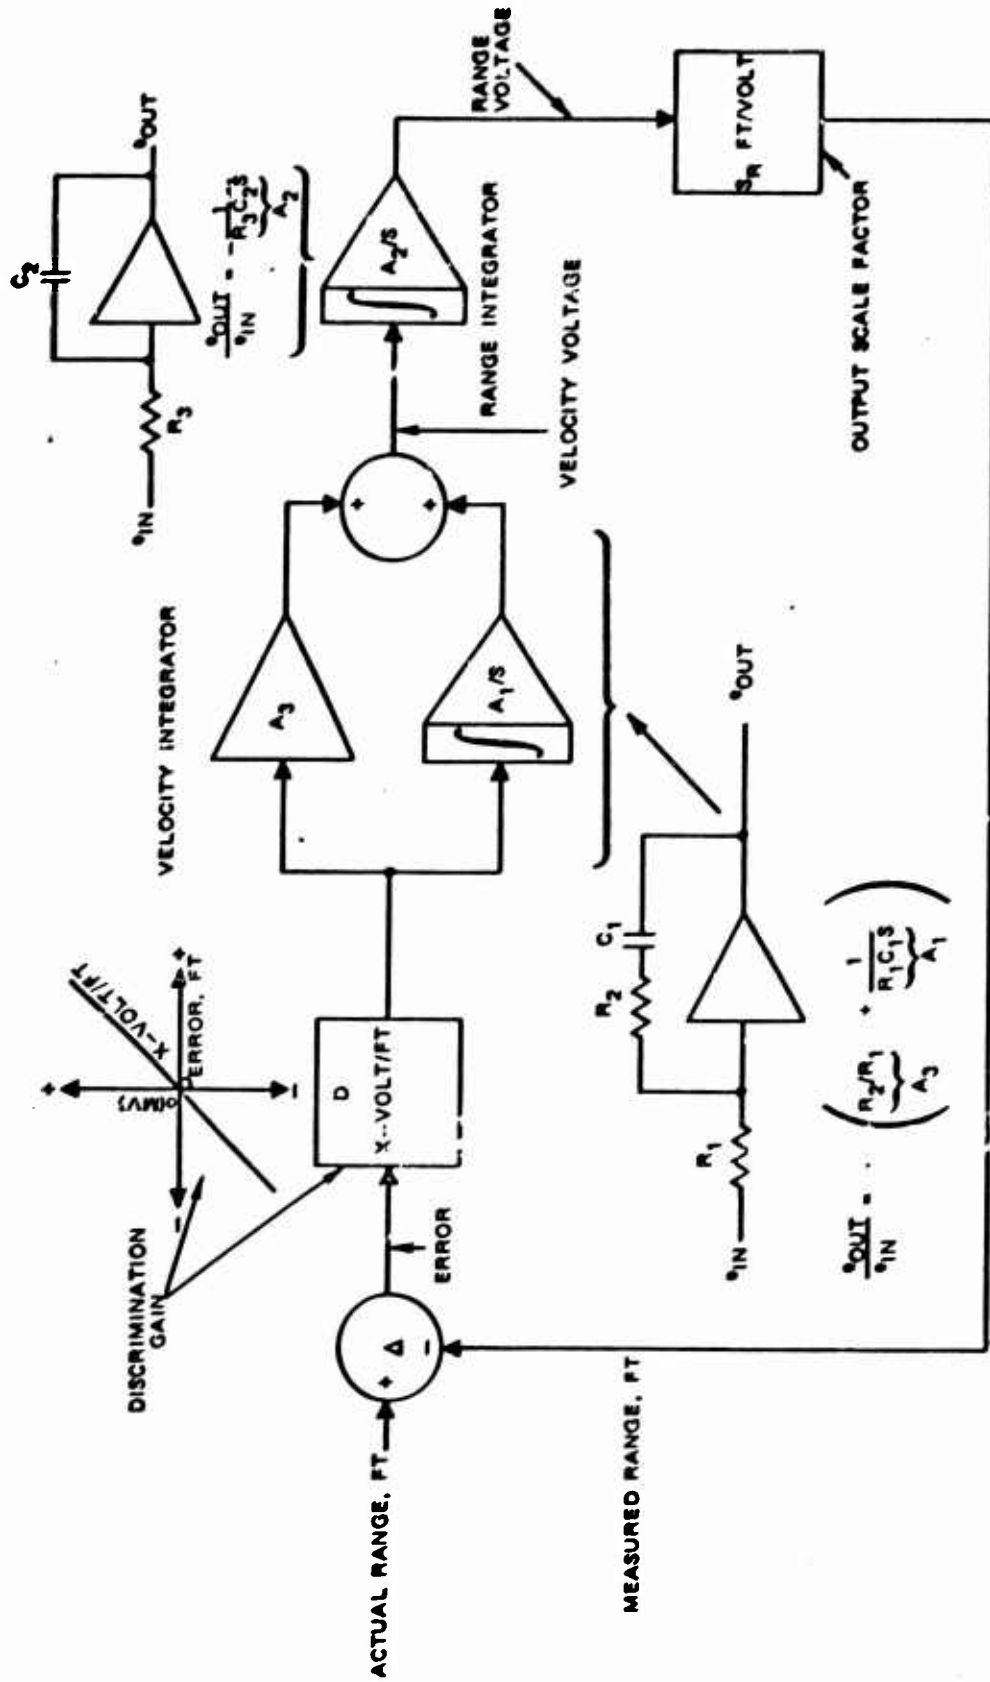 DISCRIMINATION
GAIN
+
-
+
-
e(MV)
X-VOLT/FT
ERROR, FT
VELOCITY INTEGRATOR
eIN
R3
C2
eOUT
eOUT/eIN = - 1/R3C2S
A2
ACTUAL RANGE, FT
+ Δ -
ERROR
D
X--VOLT/FT
A3
A1/S
+
+
A2/S
RANGE INTEGRATOR
VELOCITY VOLTAGE
RANGE
VOLTAGE
SR FT/VOLT
OUTPUT SCALE FACTOR
MEASURED RANGE, FT
eIN
R1
R2
C1
eOUT
eOUT/eIN = - (R2/R1 + 1/R1C1S)
A3
A1